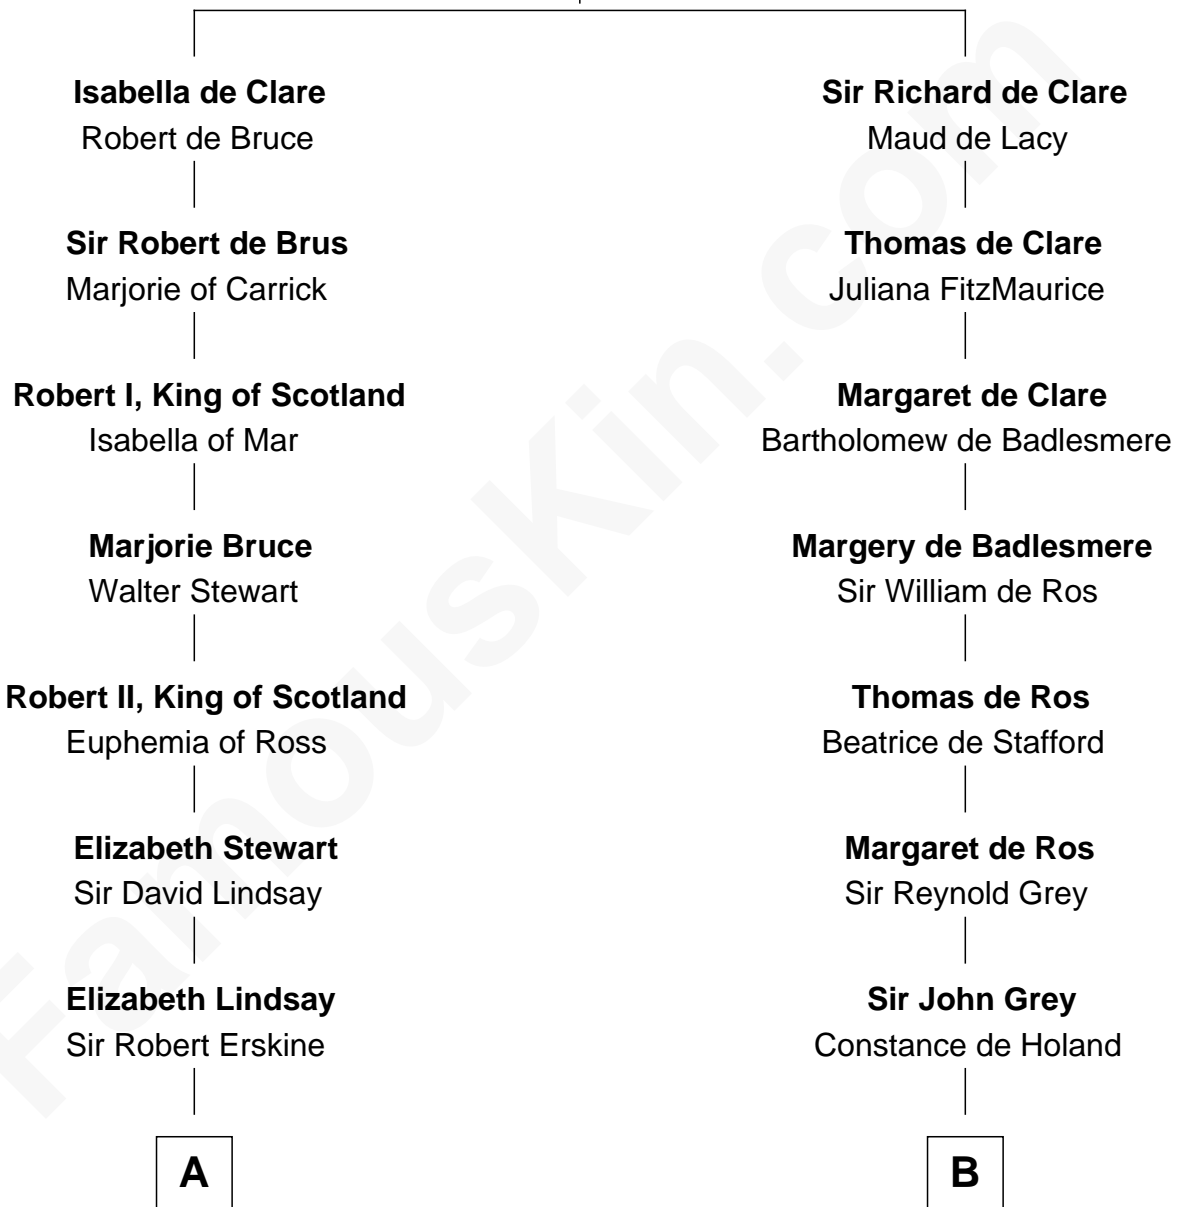 Isabella de Clare
Robert de Bruce
Sir Richard de Clare
Maud de Lacy
Sir Robert de Brus
Marjorie of Carrick
Thomas de Clare
Juliana FitzMaurice
Robert I, King of Scotland
Isabella of Mar
Margaret de Clare
Bartholomew de Badlesmere
Marjorie Bruce
Walter Stewart
Margery de Badlesmere
Sir William de Ros
Robert II, King of Scotland
Euphemia of Ross
Thomas de Ros
Beatrice de Stafford
Elizabeth Stewart
Sir David Lindsay
Margaret de Ros
Sir Reynold Grey
Elizabeth Lindsay
Sir Robert Erskine
Sir John Grey
Constance de Holand
A
B
FamousKin.com